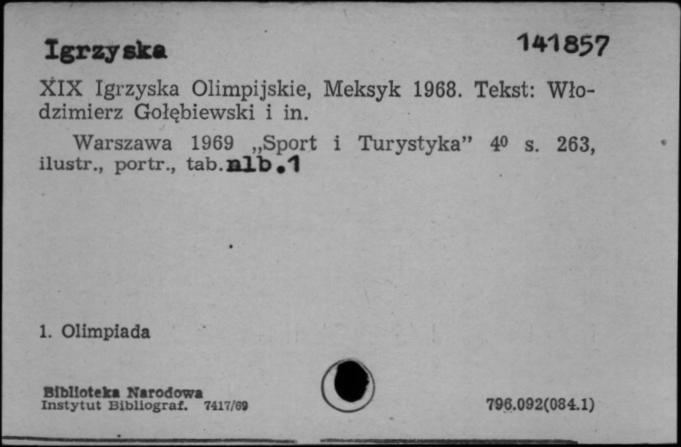 Igrzyska 141857
XIX Igrzyska Olimpijskie, Meksyk 1968. Tekst: Wło-
dzimierz Gołębiewski i in.
Warszawa 1969 „Sport i Turystyka” 4⁰ s. 263,
ilustr., portr., tab. nlb.1
1. Olimpiada
Biblioteka Narodowa
Instytut Bibliograf. 7417/69
796.092(084.1)